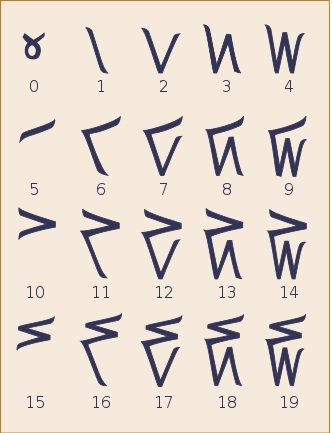 𝋀 𝋁 𝋂 𝋃 𝋄
0 1 2 3 4
𝋅 𝋆 𝋇 𝋈 𝋉
5 6 7 8 9
𝋊 𝋋 𝋌 𝋍 𝋎
10 11 12 13 14
𝋏 𝋐 𝋑 𝋒 𝋓
15 16 17 18 19